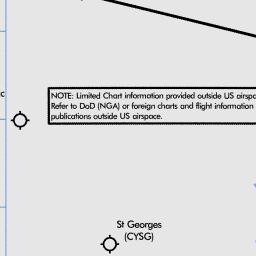 c
NOTE: Limited Chart information provided outside US
Refer to DoD (NGA) or foreign charts and flight information
publications outside US airspace.
St Georges
(CYSG)